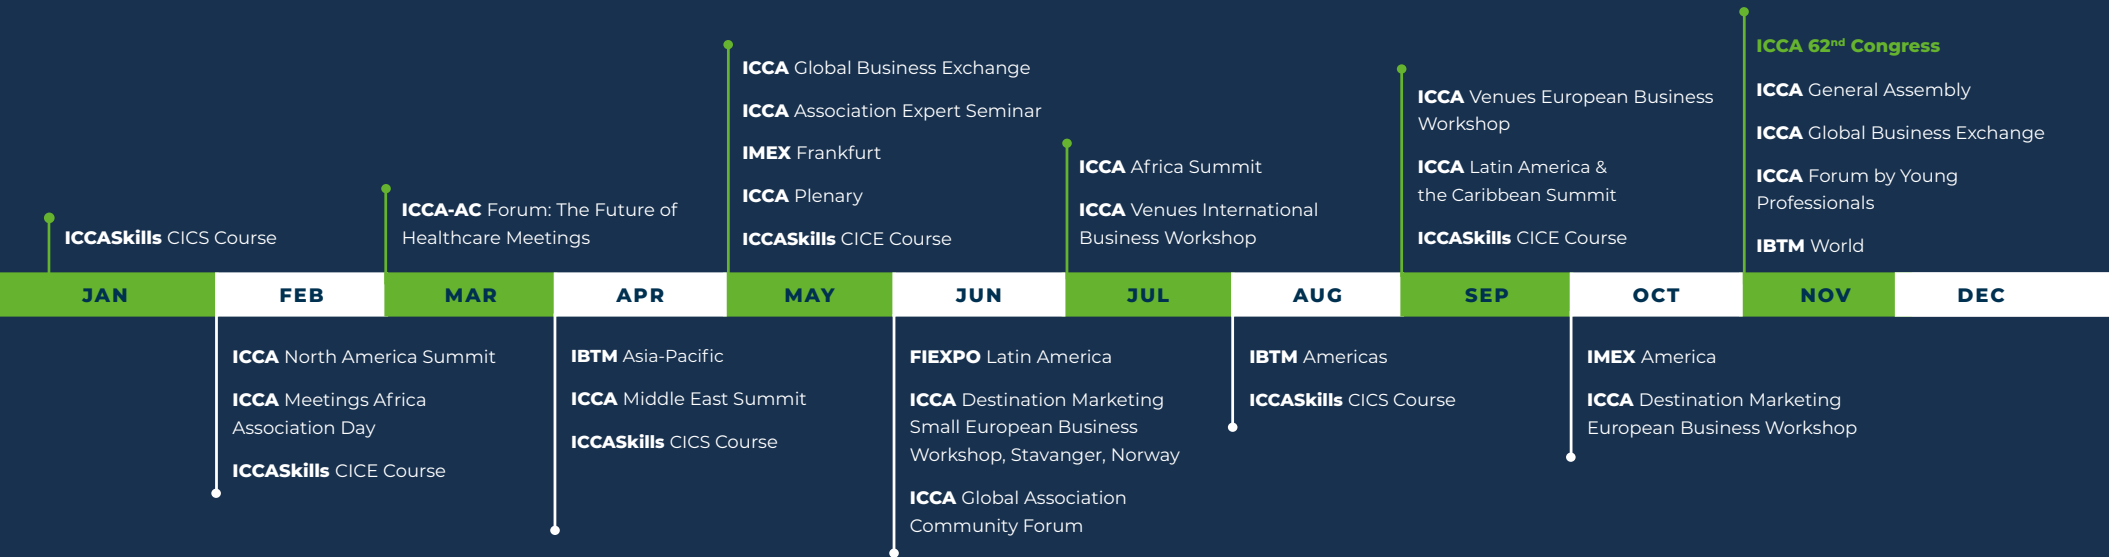 ICCASkills CICS Course
ICCA-AC Forum: The Future of
Healthcare Meetings
ICCA Global Business Exchange
ICCA Association Expert Seminar
IMEX Frankfurt
ICCA Plenary
ICCASkills CICE Course
ICCA Africa Summit
ICCA Venues International
Business Workshop
ICCA Venues European Business
Workshop
ICCA Latin America &
the Caribbean Summit
ICCASkills CICE Course
ICCA 62nd Congress
ICCA General Assembly
ICCA Global Business Exchange
ICCA Forum by Young
Professionals
IBTM World
JAN FEB MAR APR MAY JUN JUL AUG SEP OCT NOV DEC
ICCA North America Summit
ICCA Meetings Africa
Association Day
ICCASkills CICE Course
IBTM Asia-Pacific
ICCA Middle East Summit
ICCASkills CICS Course
FIEXPO Latin America
ICCA Destination Marketing
Small European Business
Workshop, Stavanger, Norway
ICCA Global Association
Community Forum
IBTM Americas
ICCASkills CICS Course
IMEX America
ICCA Destination Marketing
European Business Workshop